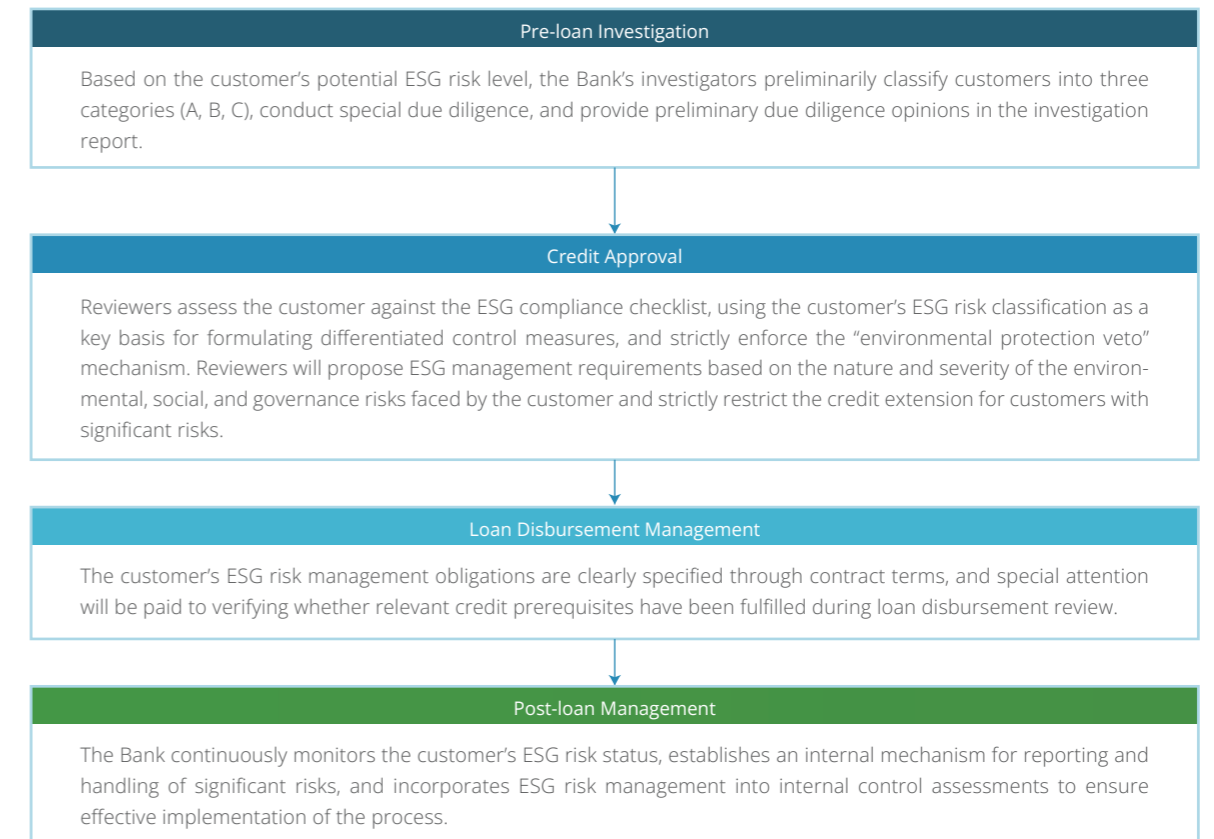 Pre-loan Investigation
Based on the customer’s potential ESG risk level, the Bank’s investigators preliminarily classify customers into three
categories (A, B, C), conduct special due diligence, and provide preliminary due diligence opinions in the investigation
report.
Credit Approval
Reviewers assess the customer against the ESG compliance checklist, using the customer’s ESG risk classification as a
key basis for formulating differentiated control measures, and strictly enforce the “environmental protection veto”
mechanism. Reviewers will propose ESG management requirements based on the nature and severity of the environ-
mental, social, and governance risks faced by the customer and strictly restrict the credit extension for customers with
significant risks.
Loan Disbursement Management
The customer’s ESG risk management obligations are clearly specified through contract terms, and special attention
will be paid to verifying whether relevant credit prerequisites have been fulfilled during loan disbursement review.
Post-loan Management
The Bank continuously monitors the customer’s ESG risk status, establishes an internal mechanism for reporting and
handling of significant risks, and incorporates ESG risk management into internal control assessments to ensure
effective implementation of the process.